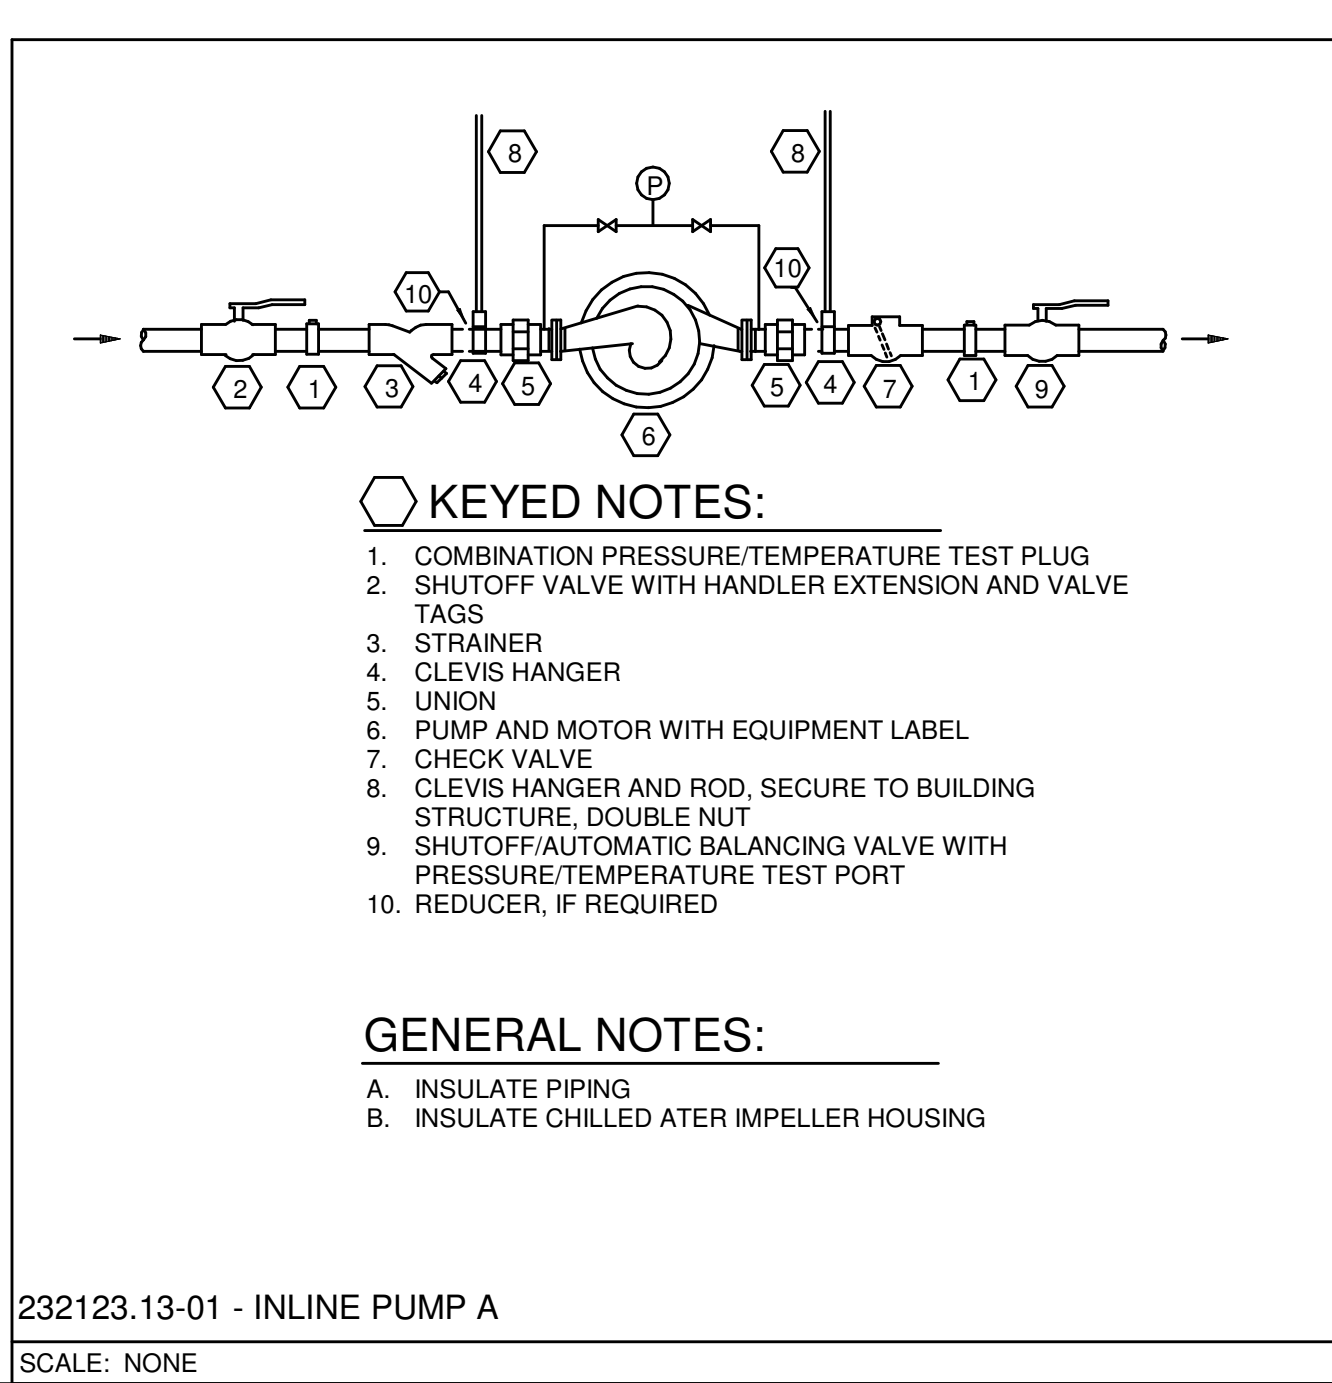 8
8
P
10
10
2
1
3
4
5
6
5
4
7
1
9
KEYED NOTES:
1. COMBINATION PRESSURE/TEMPERATURE TEST PLUG
2. SHUTOFF VALVE WITH HANDLER EXTENSION AND VALVE
TAGS
3. STRAINER
4. CLEVIS HANGER
5. UNION
6. PUMP AND MOTOR WITH EQUIPMENT LABEL
7. CHECK VALVE
8. CLEVIS HANGER AND ROD, SECURE TO BUILDING
STRUCTURE, DOUBLE NUT
9. SHUTOFF/AUTOMATIC BALANCING VALVE WITH
PRESSURE/TEMPERATURE TEST PORT
10. REDUCER, IF REQUIRED
GENERAL NOTES:
A. INSULATE PIPING
B. INSULATE CHILLED ATER IMPELLER HOUSING
232123.13-01 - INLINE PUMP A
SCALE: NONE